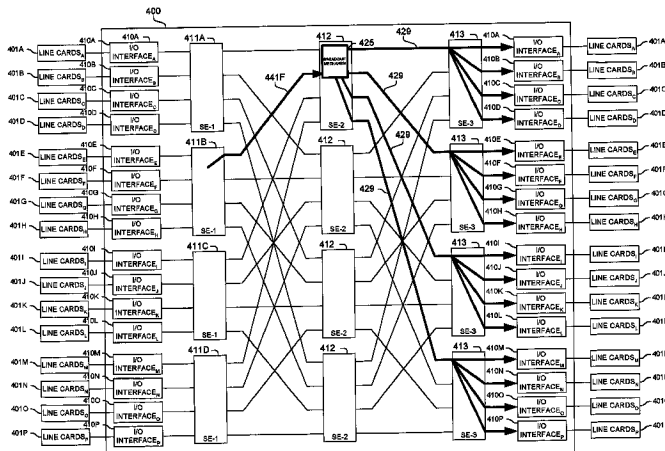 400
401A
LINE CARDS A
401B
LINE CARDS B
401C
LINE CARDS C
401D
LINE CARDS D
401E
LINE CARDS E
401F
LINE CARDS F
401G
LINE CARDS G
401H
LINE CARDS H
401I
LINE CARDS I
401J
LINE CARDS J
401K
LINE CARDS K
401L
LINE CARDS L
401M
LINE CARDS M
401N
LINE CARDS N
401O
LINE CARDS O
401P
LINE CARDS P
410A
410A
I/O
INTERFACE A
410B
I/O
INTERFACE B
410C
I/O
INTERFACE C
410D
I/O
INTERFACE D
410E
I/O
INTERFACE E
410F
I/O
INTERFACE F
410G
I/O
INTERFACE G
410H
I/O
INTERFACE H
410I
I/O
INTERFACE I
410J
I/O
INTERFACE J
410K
I/O
INTERFACE K
410L
I/O
INTERFACE L
410M
I/O
INTERFACE M
410N
I/O
INTERFACE N
410O
I/O
INTERFACE O
410P
I/O
INTERFACE P
411A
SE-1
411B
SE-1
411C
SE-1
411D
SE-1
441F
412
425
SE-2
412
SE-2
412
SE-2
412
SE-2
429
429
429
429
413
SE-3
413
SE-3
413
SE-3
413
SE-3
410A
I/O
INTERFACE A
410B
I/O
INTERFACE B
410C
I/O
INTERFACE C
410D
I/O
INTERFACE D
410E
I/O
INTERFACE E
410F
I/O
INTERFACE F
410G
I/O
INTERFACE G
410H
I/O
INTERFACE H
410I
I/O
INTERFACE I
410J
I/O
INTERFACE J
410K
I/O
INTERFACE K
410L
I/O
INTERFACE L
410M
I/O
INTERFACE M
410N
I/O
INTERFACE N
410O
I/O
INTERFACE O
410P
I/O
INTERFACE P
LINE CARDS A
LINE CARDS B
LINE CARDS C
LINE CARDS D
LINE CARDS E
LINE CARDS F
LINE CARDS G
LINE CARDS H
LINE CARDS I
LINE CARDS J
LINE CARDS K
LINE CARDS L
LINE CARDS M
LINE CARDS N
LINE CARDS O
LINE CARDS P